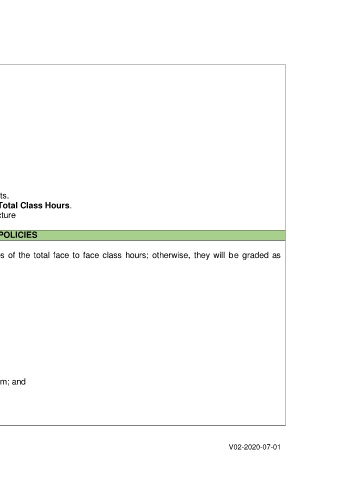 ts.
Total Class Hours.
cture
POLICIES
s of the total face to face class hours; otherwise, they will be graded as
m; and
V02-2020-07-01